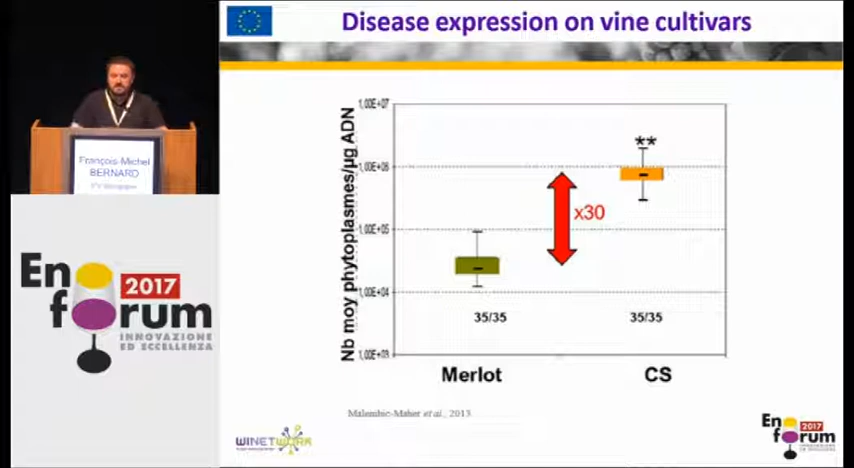 Disease expression on vine cultivars
François-Michel
BERNARD
En
2017
forum
INNOVAZIONE
ED ECCELLENZA
Nb moy phytoplasmes/µg ADN
1,00E+07
1,00E+06
1,00E+05
1,00E+04
1,00E+03
**
x30
35/35
35/35
Merlot
CS
Malembic-Maher et al., 2013
WINETWORK
En
2017
forum